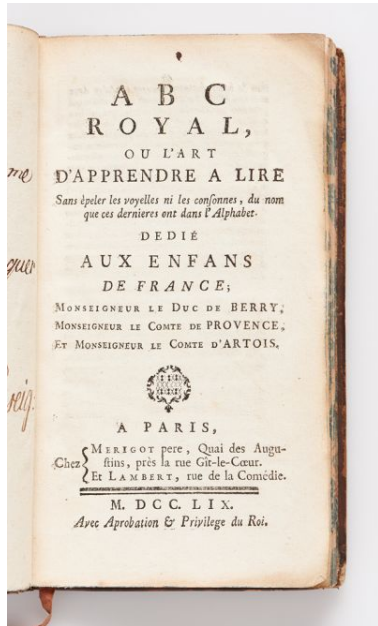 me
quer
A B C
ROYAL,
OU L'ART
D'APPRENDRE A LIRE
Sans épeler les voyelles ni les conſonnes, du nom
que ces dernieres ont dans l'Alphabet.
DEDIÉ
AUX ENFANS
DE FRANCE;
MONSEIGNEUR LE DUC DE BERRY,
MONSEIGNEUR LE COMTE DE PROVENCE,
ET MONSEIGNEUR LE COMTE D'ARTOIS.
A PARIS,
Chez { MERIGOT pere, Quai des Augu-
ſtins, près la rue Gît-le-Cœur.
Et LAMBERT, rue de la Comédie.
M. DCC. LIX.
Avec Aprobation & Privilege du Roi.